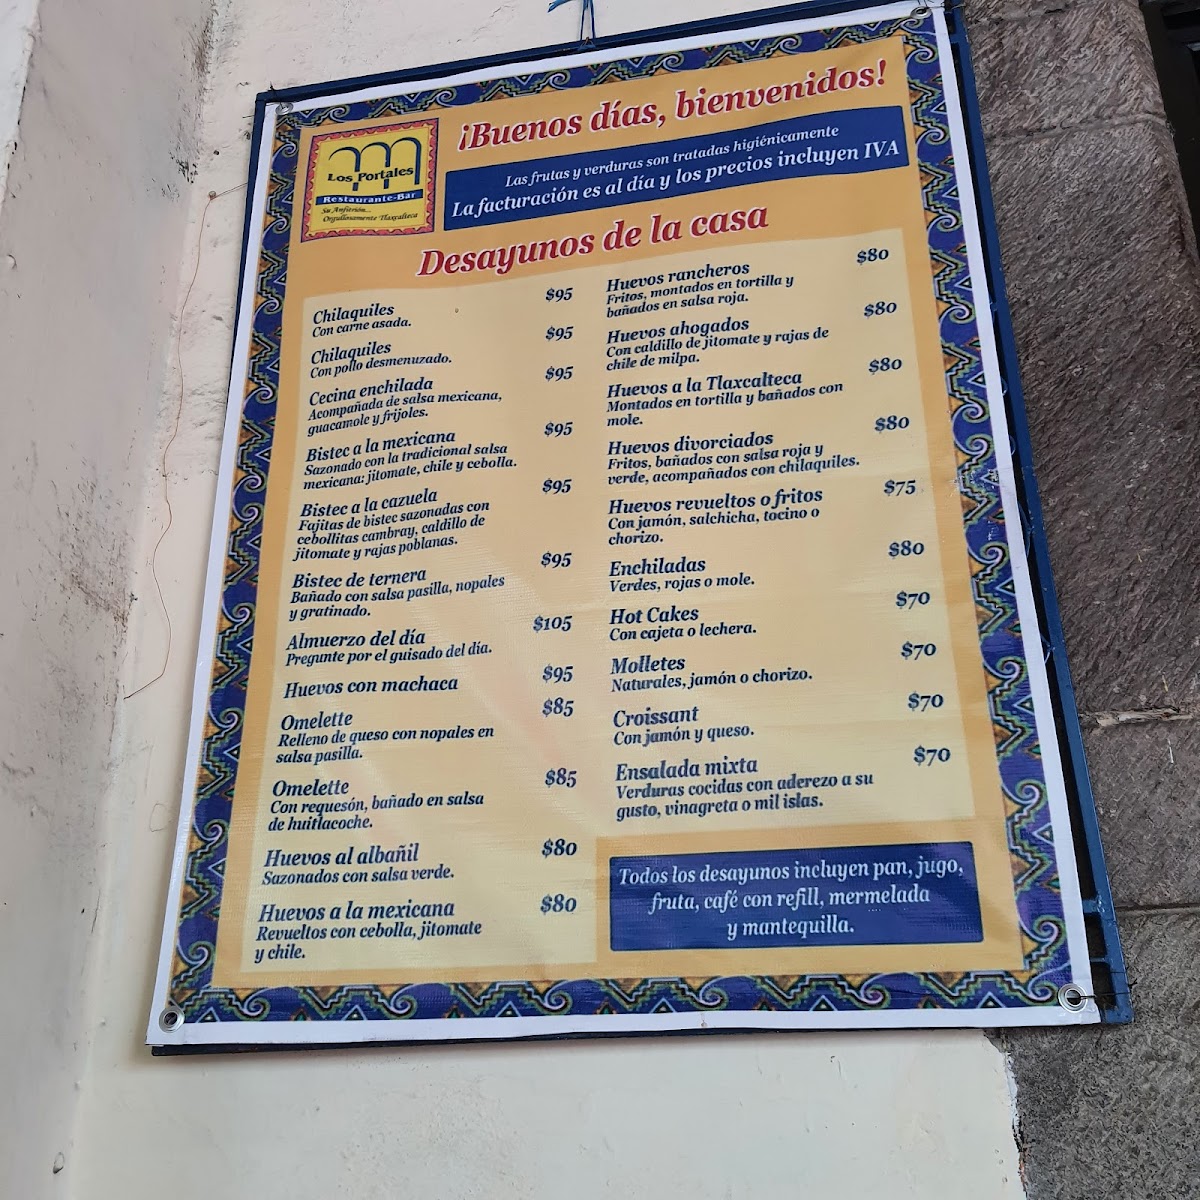 Los Portales
Restaurante-Bar
Su Anfitrión...
Orgullosamente Tlaxcalteca
¡Buenos días, bienvenidos!
Las frutas y verduras son tratadas higiénicamente
La facturación es al día y los precios incluyen IVA
Desayunos de la casa
Chilaquiles $95
Con carne asada.
Chilaquiles $95
Con pollo desmenuzado.
Cecina enchilada $95
Acompañada de salsa mexicana,
guacamole y frijoles.
Bistec a la mexicana $95
Sazonado con la tradicional salsa
mexicana: jitomate, chile y cebolla.
Bistec a la cazuela $95
Fajitas de bistec sazonadas con
cebollitas cambray, caldillo de
jitomate y rajas poblanas.
Bistec de ternera $95
Bañado con salsa pasilla, nopales
y gratinado.
Almuerzo del día $105
Pregunte por el guisado del día.
Huevos con machaca $95
Omelette $85
Relleno de queso con nopales en
salsa pasilla.
Omelette $85
Con requesón, bañado en salsa
de huitlacoche.
Huevos al albañil $80
Sazonados con salsa verde.
Huevos a la mexicana $80
Revueltos con cebolla, jitomate
y chile.
Huevos rancheros $80
Fritos, montados en tortilla y
bañados en salsa roja.
Huevos ahogados $80
Con caldillo de jitomate y rajas de
chile de milpa.
Huevos a la Tlaxcalteca $80
Montados en tortilla y bañados con
mole.
Huevos divorciados $80
Fritos, bañados con salsa roja y
verde, acompañados con chilaquiles.
Huevos revueltos o fritos $75
Con jamón, salchicha, tocino o
chorizo.
Enchiladas $80
Verdes, rojas o mole.
Hot Cakes $70
Con cajeta o lechera.
Molletes $70
Naturales, jamón o chorizo.
Croissant $70
Con jamón y queso.
Ensalada mixta $70
Verduras cocidas con aderezo a su
gusto, vinagreta o mil islas.
Todos los desayunos incluyen pan, jugo,
fruta, café con refill, mermelada
y mantequilla.